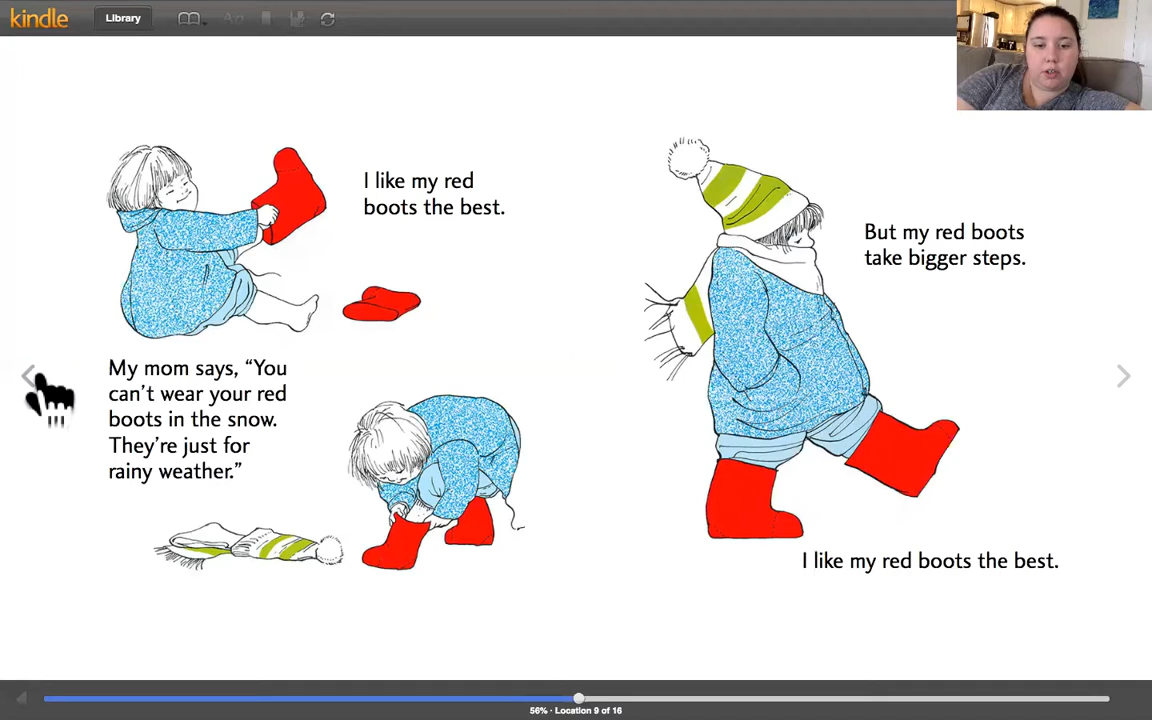 kindle
Library
Aa
I like my red
boots the best.
My mom says, “You
can’t wear your red
boots in the snow.
They’re just for
rainy weather.”
But my red boots
take bigger steps.
I like my red boots the best.
56% · Location 9 of 16